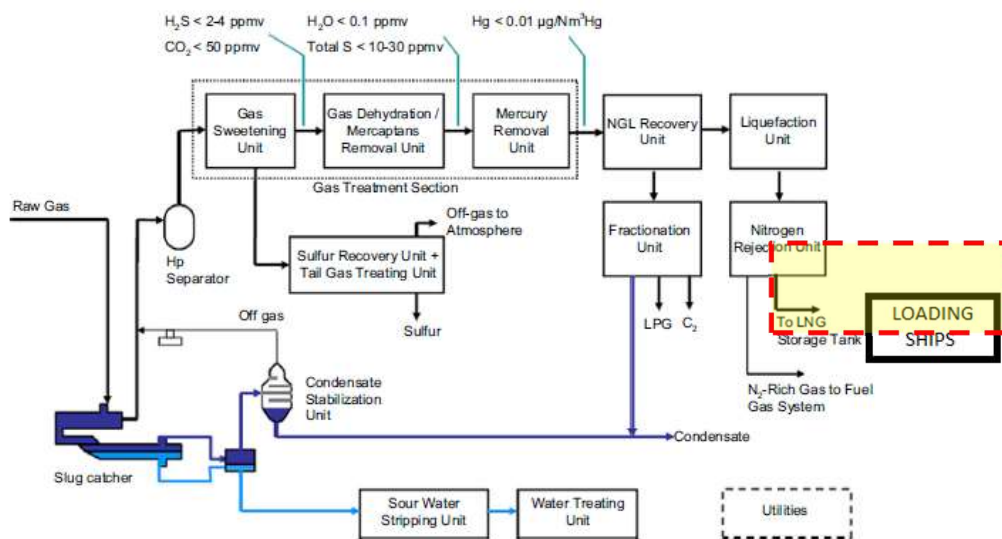 H₂S < 2-4 ppmv
CO₂ < 50 ppmv
H₂O < 0.1 ppmv
Total S < 10-30 ppmv
Hg < 0.01 µg/Nm³Hg
Gas
Sweetening
Unit
Gas Dehydration /
Mercaptans
Removal Unit
Mercury
Removal
Unit
NGL Recovery
Unit
Liquefaction
Unit
Gas Treatment Section
Raw Gas
Hp
Separator
Off-gas to
Atmosphere
Sulfur Recovery Unit +
Tail Gas Treating Unit
Sulfur
Fractionation
Unit
Nitrogen
Rejection Unit
LPG
C₂
To LNG
Storage Tank
LOADING
SHIPS
N₂-Rich Gas to Fuel
Gas System
Off gas
Condensate
Stabilization
Unit
Condensate
Slug catcher
Sour Water
Stripping Unit
Water Treating
Unit
Utilities